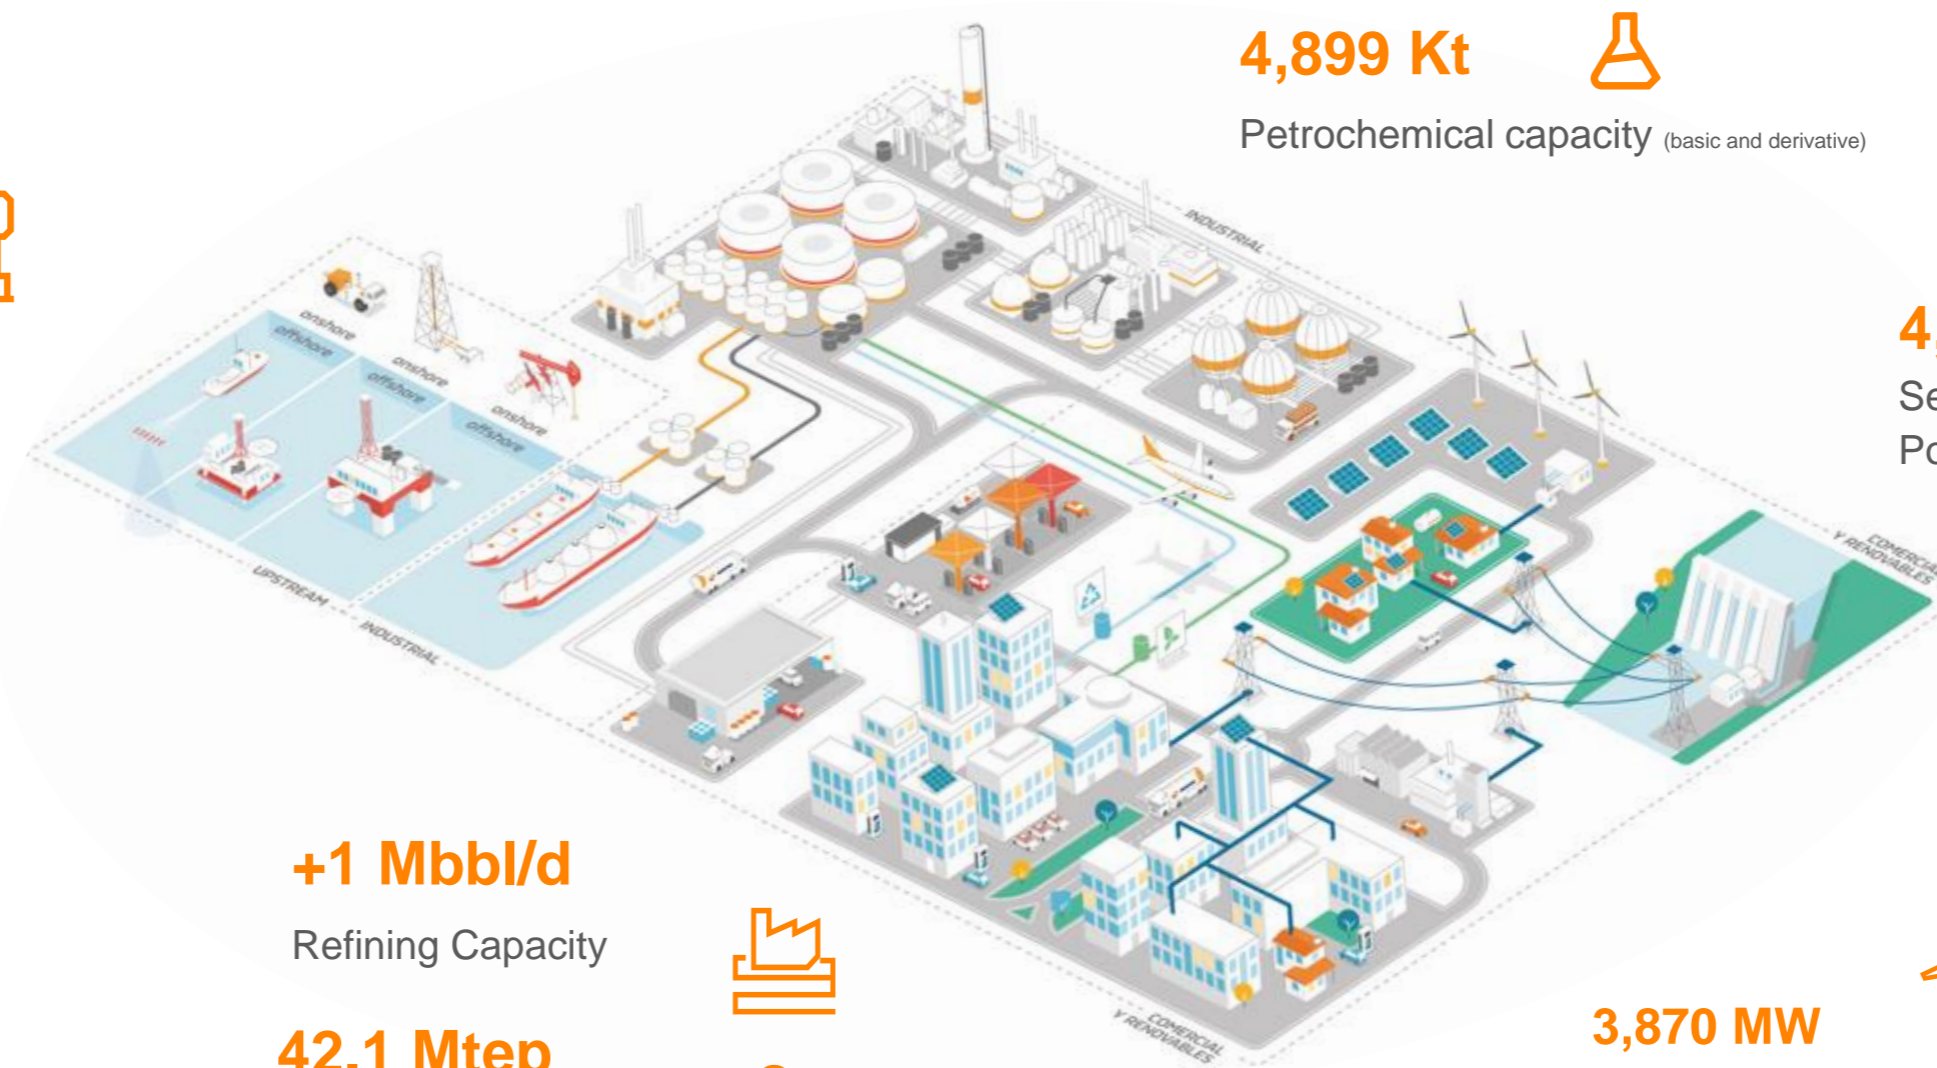 4,899 Kt
Petrochemical capacity (basic and derivative)
INDUSTRIAL
onshore
offshore
onshore
offshore
onshore
offshore
4,
UPSTREAM
INDUSTRIAL
COMERCIAL
Y RENOVABLES
+1 Mbbl/d
Refining Capacity
42.1 Mtep
COMERCIAL
Y RENOVABLES
3,870 MW